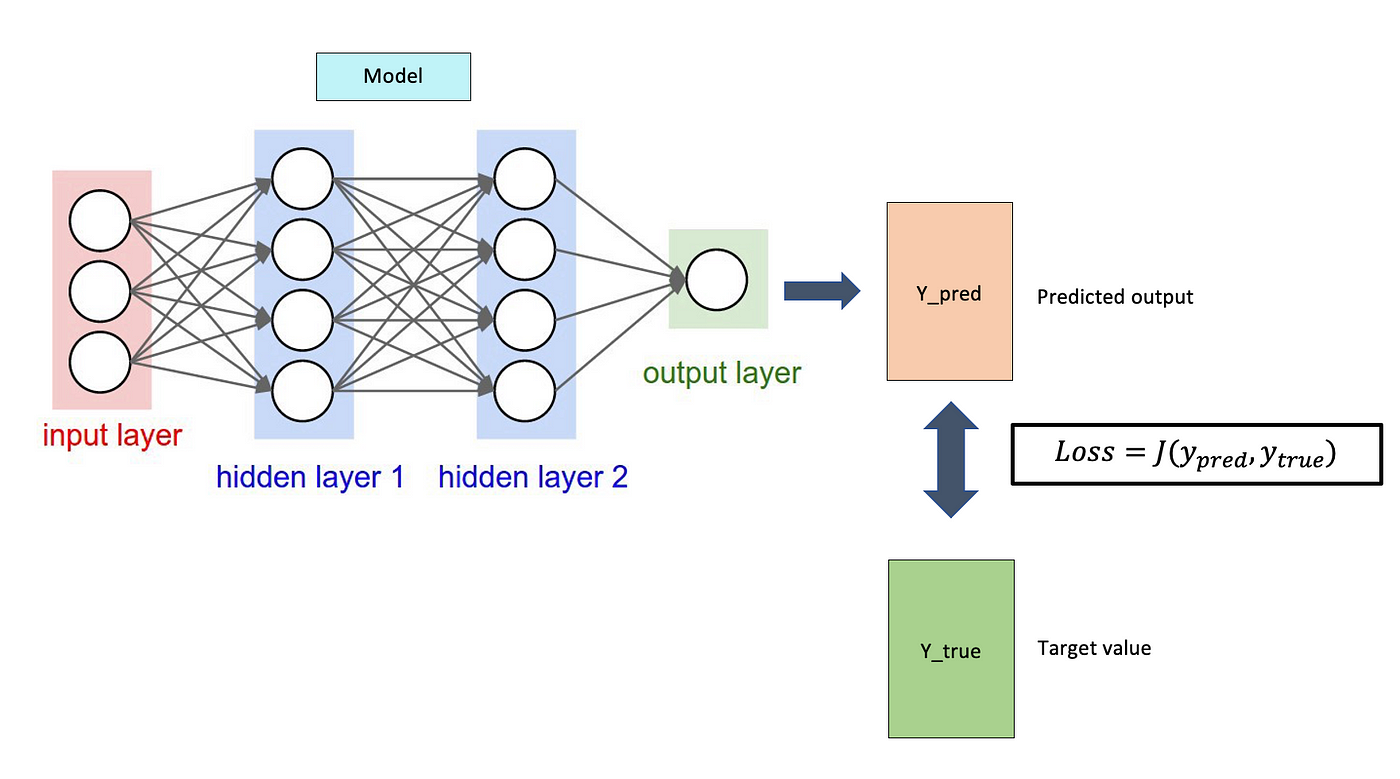 Model
input layer
hidden layer 1
hidden layer 2
output layer
Y_pred
Predicted output
Loss = J(y_pred, y_true)
Y_true
Target value